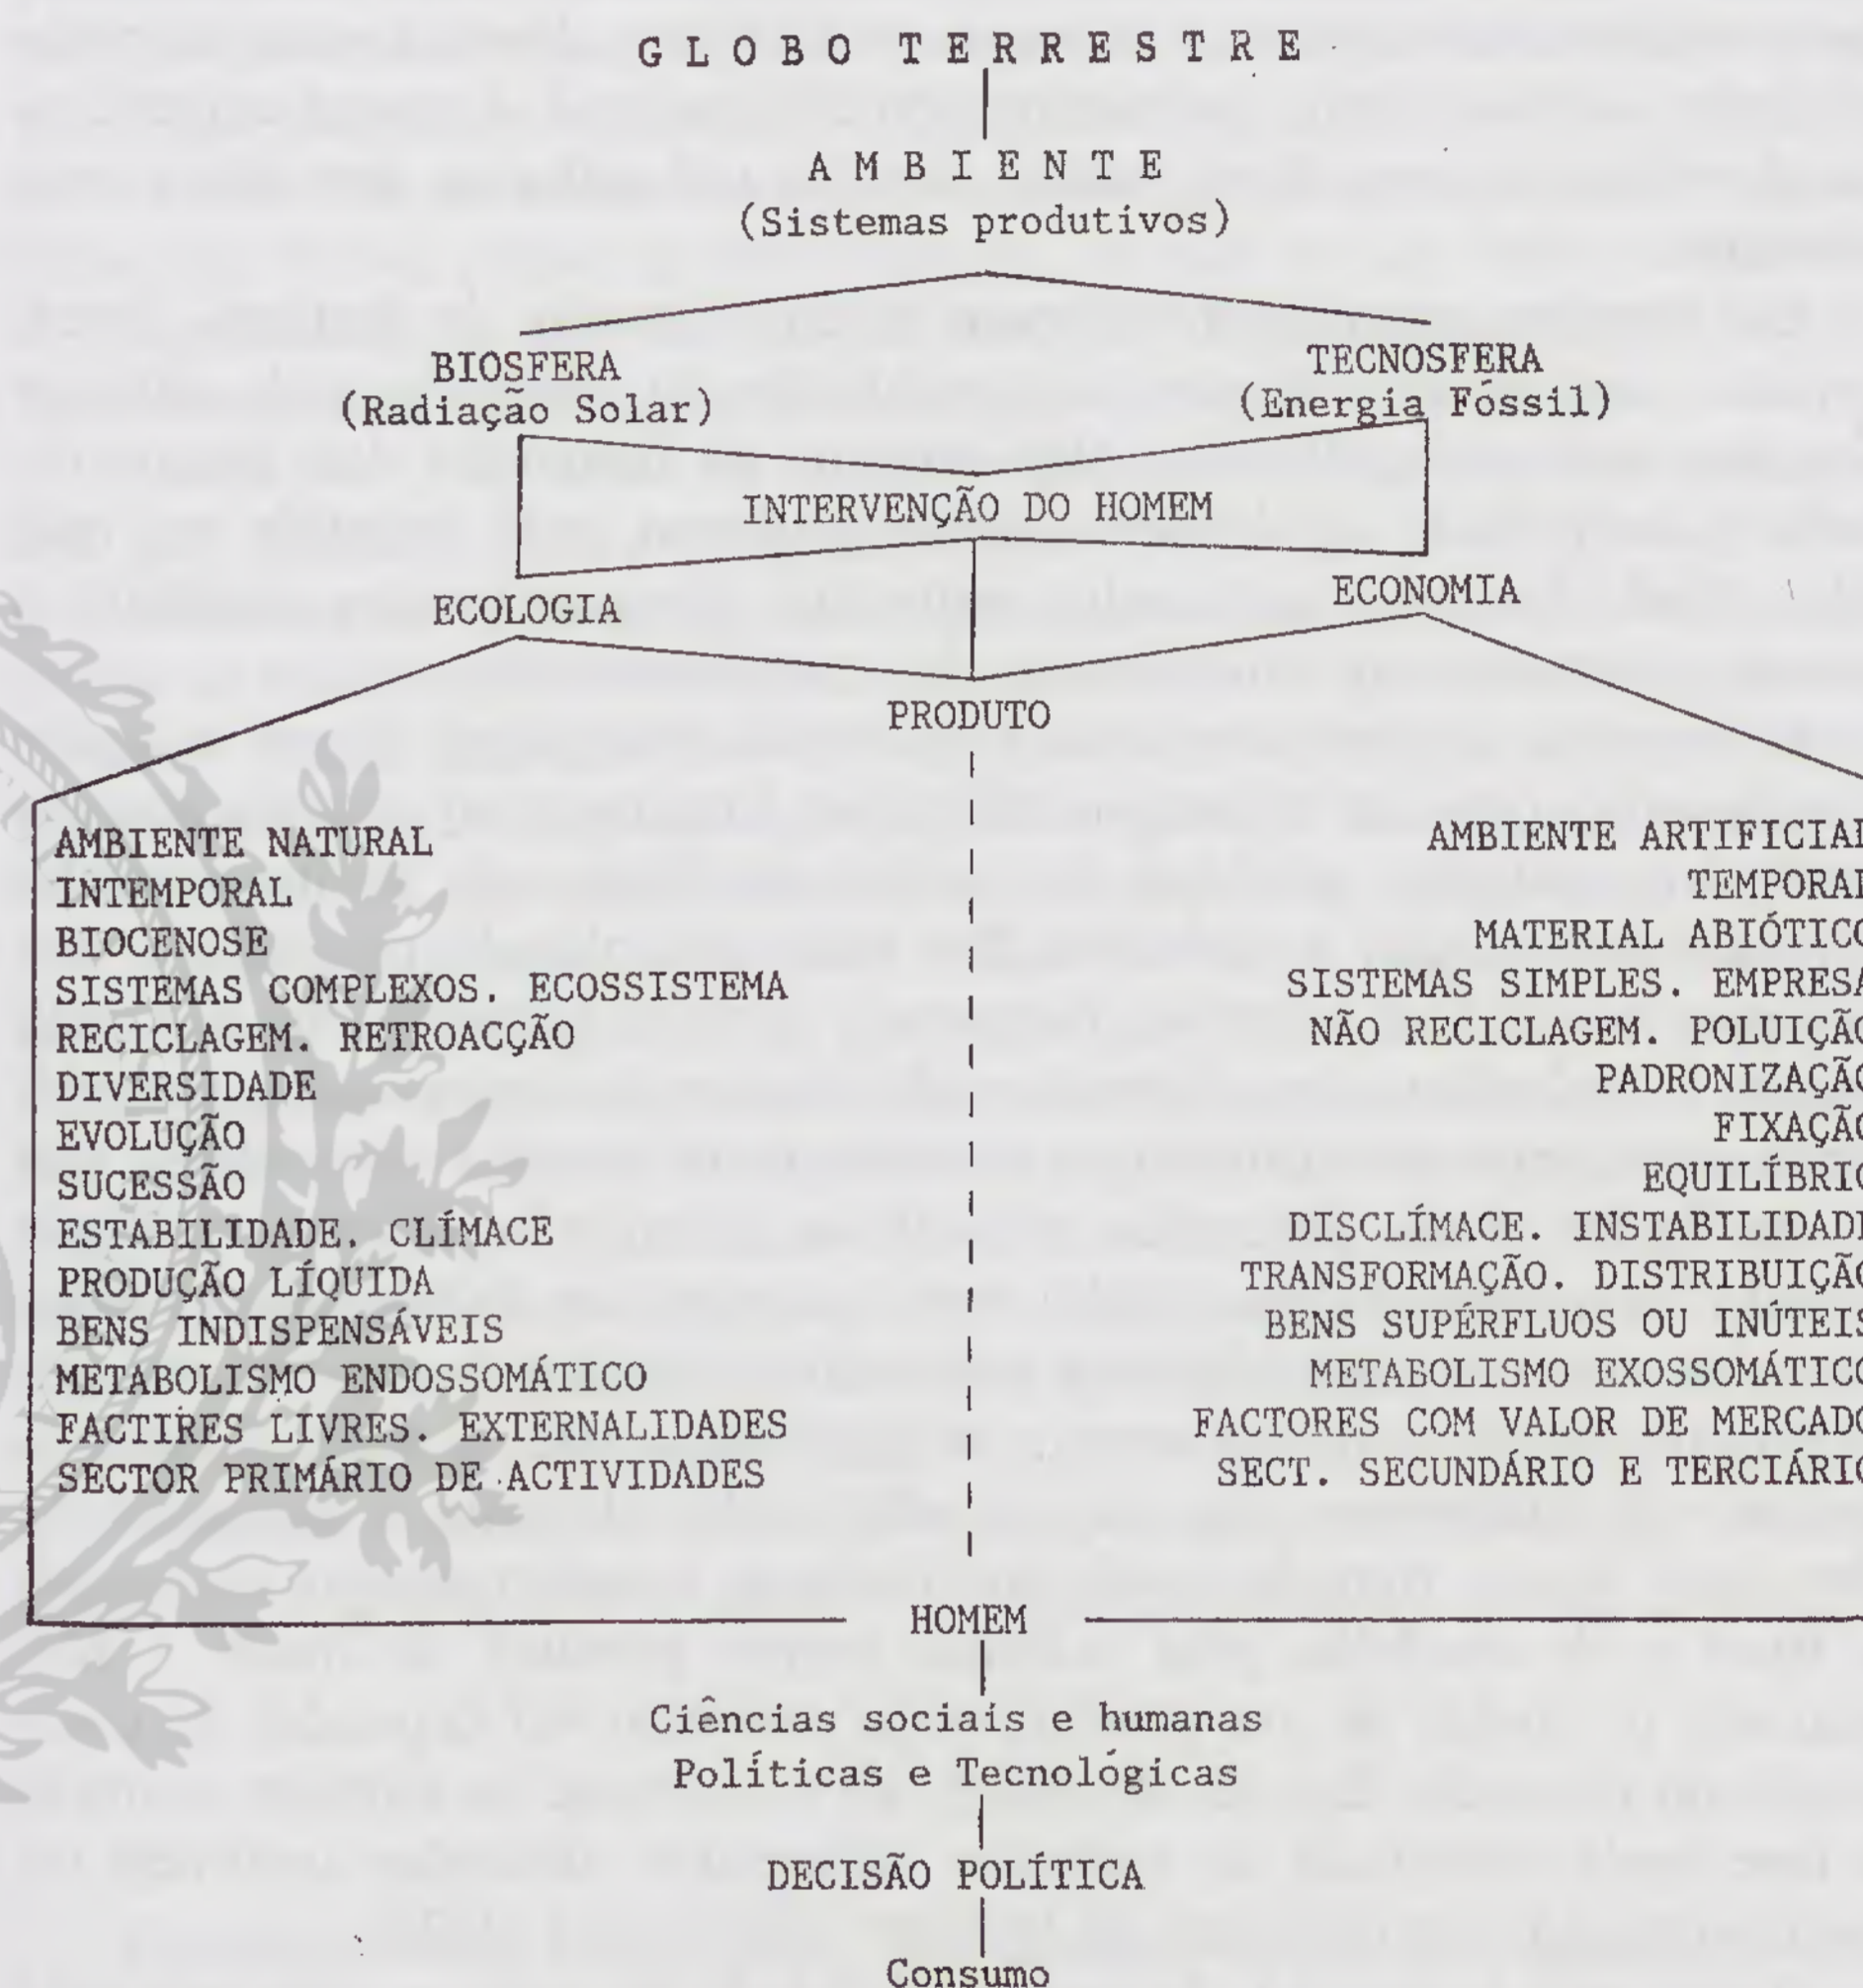 GLOBO TERRESTRE
AMBIENTE
(Sistemas produtivos)
BIOSFERA
(Radiação Solar)
TECNOSFERA
(Energia Fóssil)
INTERVENÇÃO DO HOMEM
ECOLOGIA
ECONOMIA
PRODUTO
AMBIENTE NATURAL
INTEMPORAL
BIOCENOSE
SISTEMAS COMPLEXOS. ECOSSISTEMA
RECICLAGEM. RETROACÇÃO
DIVERSIDADE
EVOLUÇÃO
SUCESSÃO
ESTABILIDADE. CLÍMACE
PRODUÇÃO LÍQUIDA
BENS INDISPENSÁVEIS
METABOLISMO ENDOSSOMÁTICO
FACTIRES LIVRES. EXTERNALIDADES
SECTOR PRIMÁRIO DE ACTIVIDADES
AMBIENTE ARTIFICIAL
TEMPORAL
MATERIAL ABIÓTICO
SISTEMAS SIMPLES. EMPRESA
NÃO RECICLAGEM. POLUIÇÃO
PADRONIZAÇÃO
FIXAÇÃO
EQUILÍBRIO
DISCLÍMACE. INSTABILIDADE
TRANSFORMAÇÃO. DISTRIBUIÇÃO
BENS SUPÉRFLUOS OU INÚTEIS
METABOLISMO EXOSSOMÁTICO
FACTORES COM VALOR DE MERCADO
SECT. SECUNDÁRIO E TERCIÁRIO
HOMEM
Ciências sociais e humanas
Políticas e Tecnológicas
DECISÃO POLÍTICA
Consumo